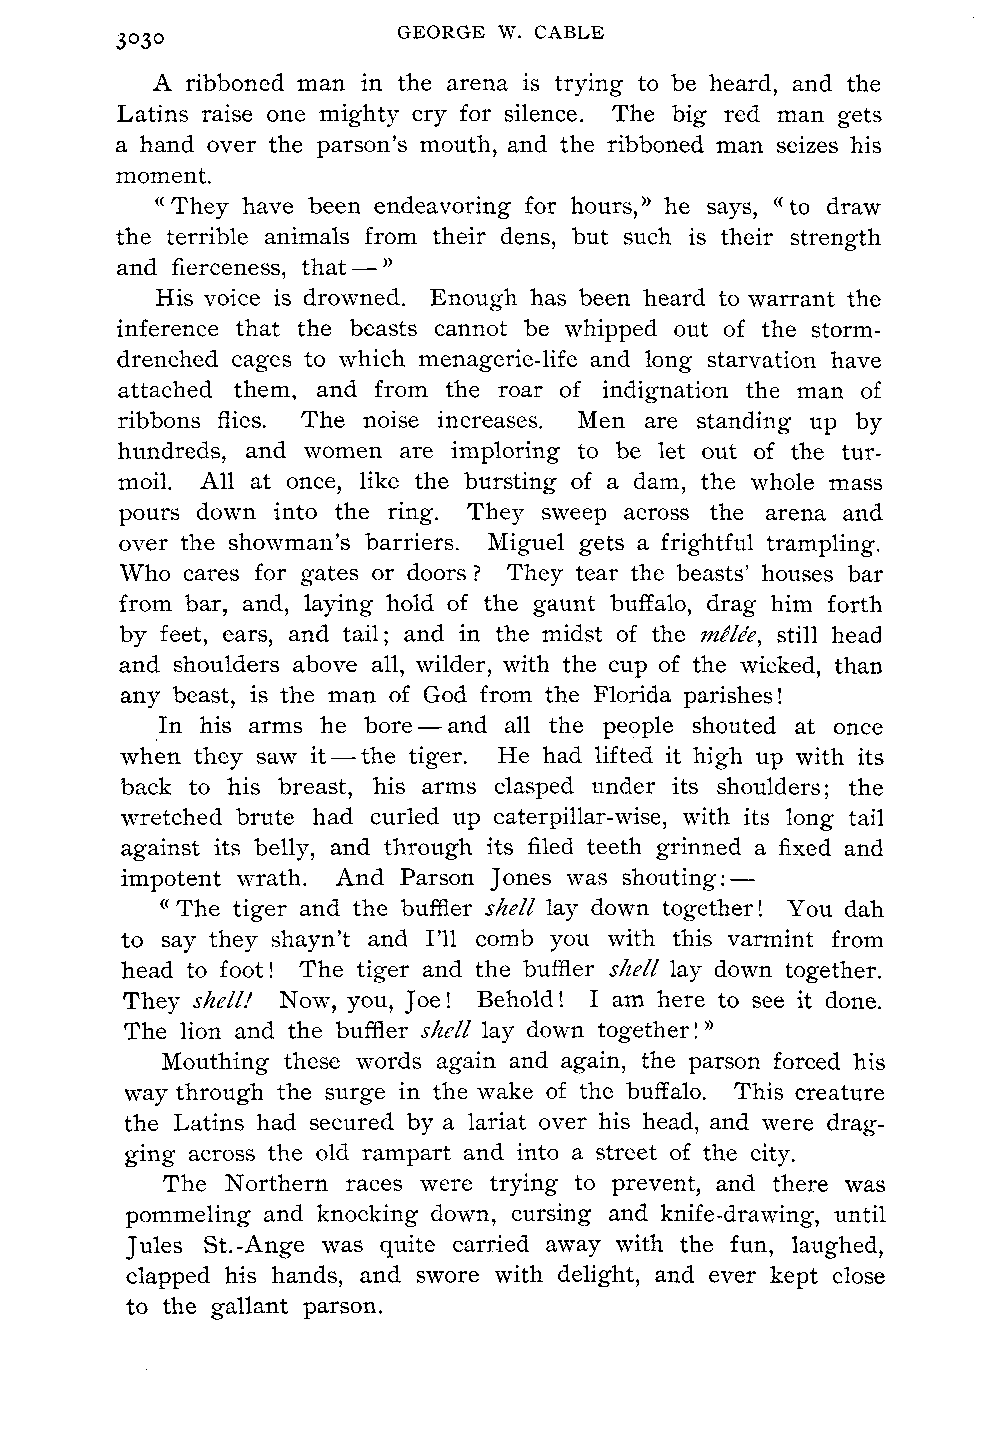 3030
GEORGE W. CABLE
A ribboned man in the arena is trying to be heard, and the
Latins raise one mighty cry for silence. The big red man gets
a hand over the parson's mouth, and the ribboned man seizes his
moment.
« They have been endeavoring for hours,» he says, « to draw
the terrible animals from their dens, but such is their strength
and fierceness, that — »
His voice is drowned. Enough has been heard to warrant the
inference that the beasts cannot be whipped out of the storm-
drenched cages to which menagerie-life and long starvation have
attached them, and from the roar of indignation the man of
ribbons flies. The noise increases. Men are standing up by
hundreds, and women are imploring to be let out of the tur-
moil. All at once, like the bursting of a dam, the whole mass
pours down into the ring. They sweep across the arena and
over the showman's barriers. Miguel gets a frightful trampling.
Who cares for gates or doors? They tear the beasts' houses bar
from bar, and, laying hold of the gaunt buffalo, drag him forth
by feet, ears, and tail; and in the midst of the mêlée, still head
and shoulders above all, wilder, with the cup of the wicked, than
any beast, is the man of God from the Florida parishes!
In his arms he bore — and all the people shouted at once
when they saw it — the tiger. He had lifted it high up with its
back to his breast, his arms clasped under its shoulders; the
wretched brute had curled up caterpillar-wise, with its long tail
against its belly, and through its filed teeth grinned a fixed and
impotent wrath. And Parson Jones was shouting: —
« The tiger and the buffler shell lay down together! You dah
to say they shayn't and I'll comb you with this varmint from
head to foot! The tiger and the buffler shell lay down together.
They shell! Now, you, Joe! Behold! I am here to see it done.
The lion and the buffler shell lay down together!»
Mouthing these words again and again, the parson forced his
way through the surge in the wake of the buffalo. This creature
the Latins had secured by a lariat over his head, and were drag-
ging across the old rampart and into a street of the city.
The Northern races were trying to prevent, and there was
pommeling and knocking down, cursing and knife-drawing, until
Jules St.-Ange was quite carried away with the fun, laughed,
clapped his hands, and swore with delight, and ever kept close
to the gallant parson.